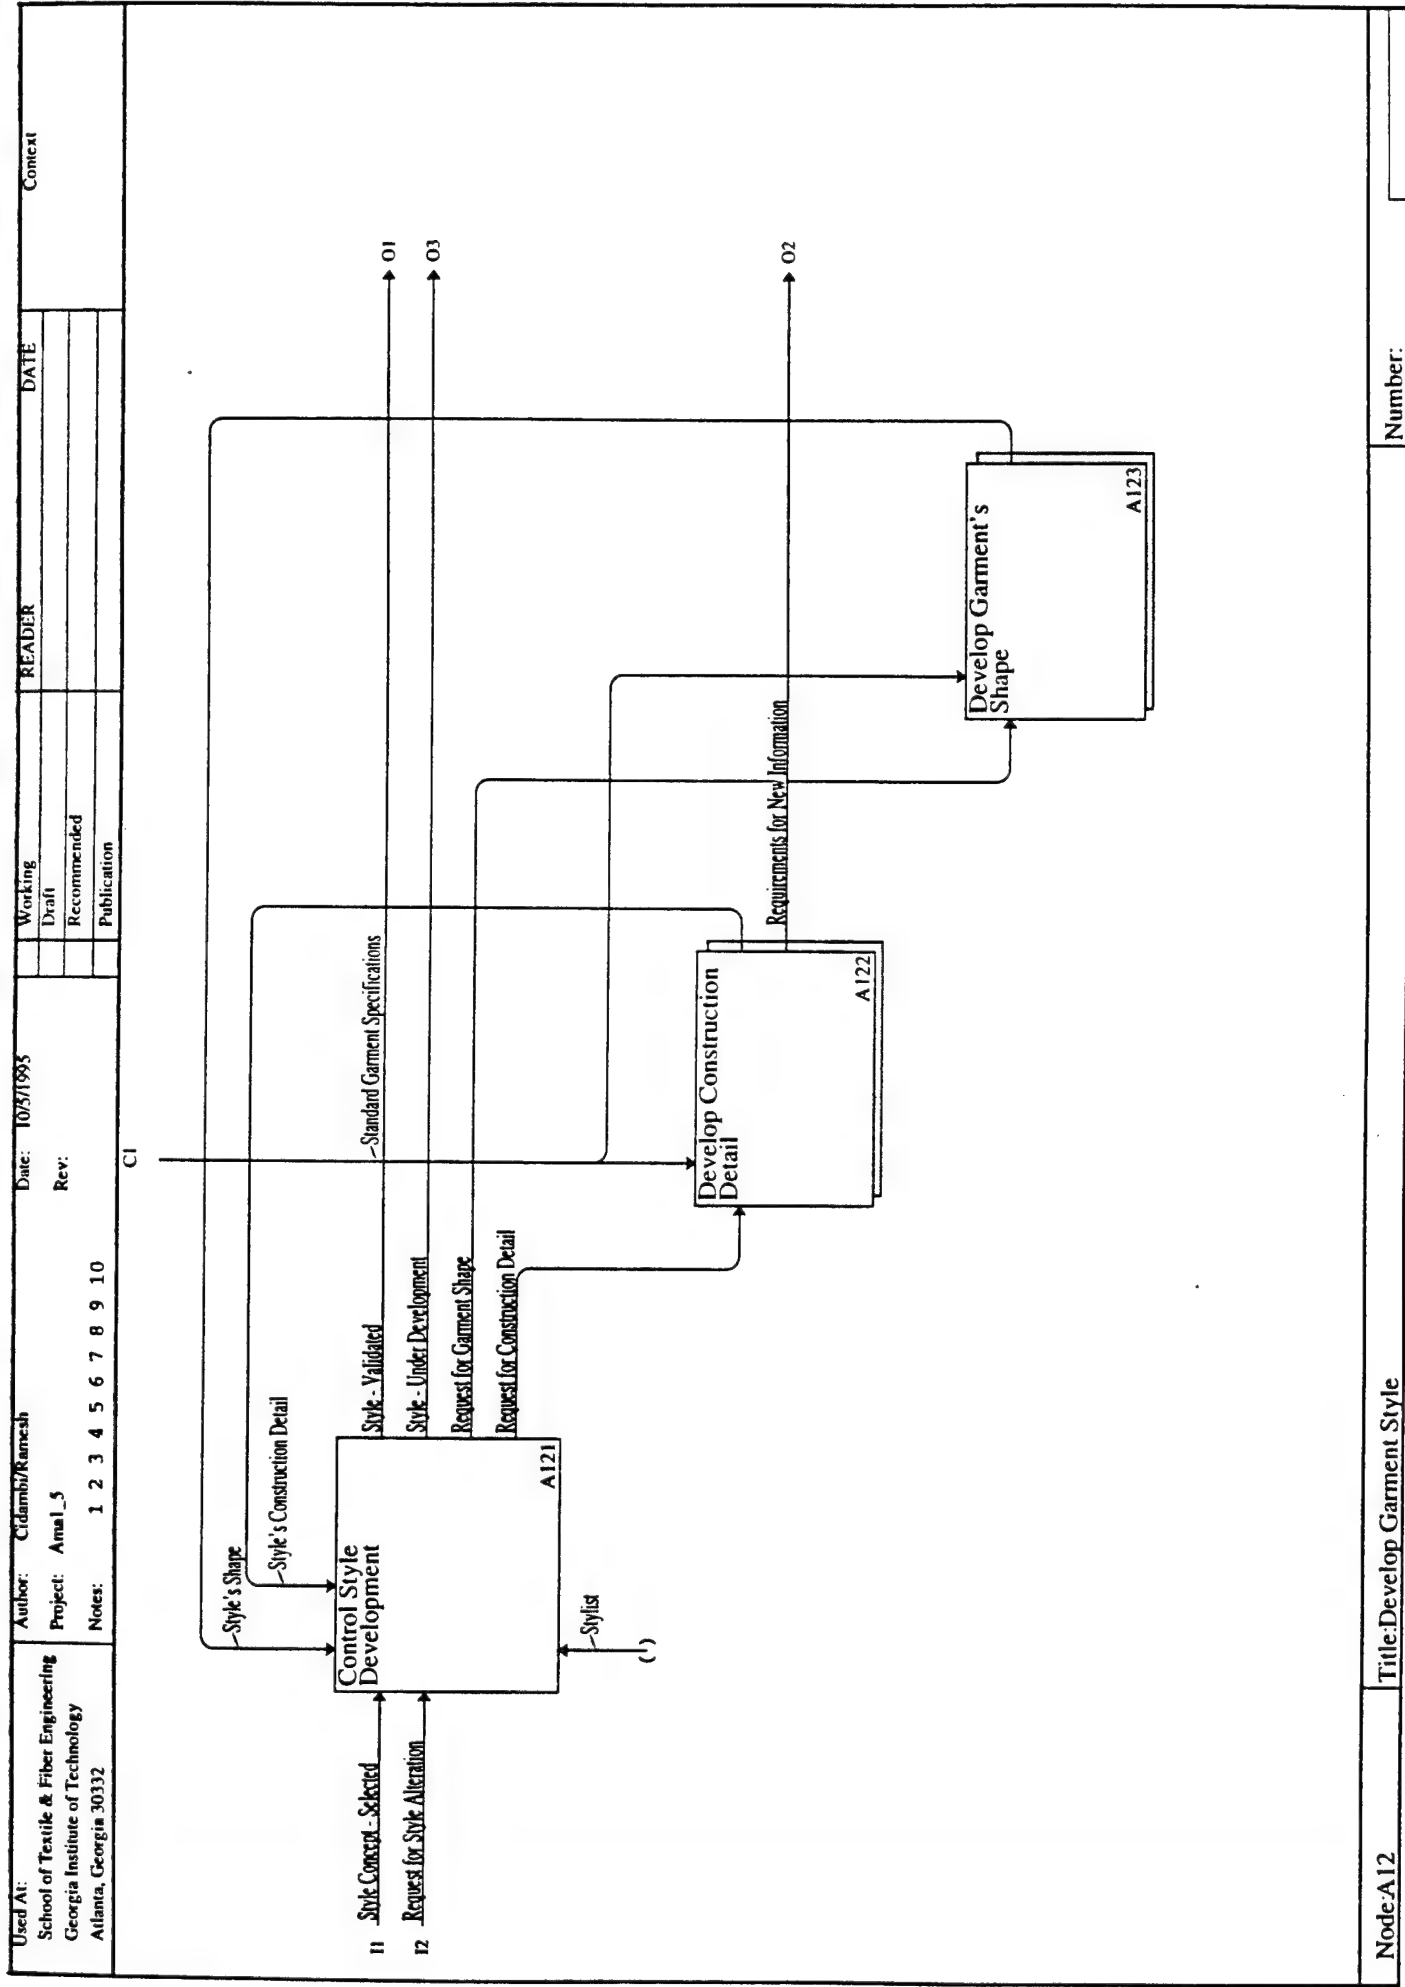 Used At:
School of Textile & Fiber Engineering
Georgia Institute of Technology
Atlanta, Georgia 30332
Author: Cidambi/Ramesh
Project: Amal_5
Notes: 1 2 3 4 5 6 7 8 9 10
Date: 10/5/1995
Rev:
Working
Draft
Recommended
Publication
READER
DATE
Context
C1
Style's Shape
Style's Construction Detail
Standard Garment Specifications
I1
Style Concept - Selected
I2
Request for Style Alteration
Control Style
Development
A121
Style - Validated
O1
Style - Under Development
O3
Request for Garment Shape
Request for Construction Detail
Stylist
( )
Develop Construction
Detail
A122
Requirements for New Information
O2
Develop Garment's
Shape
A123
Node:A12
Title:Develop Garment Style
Number: